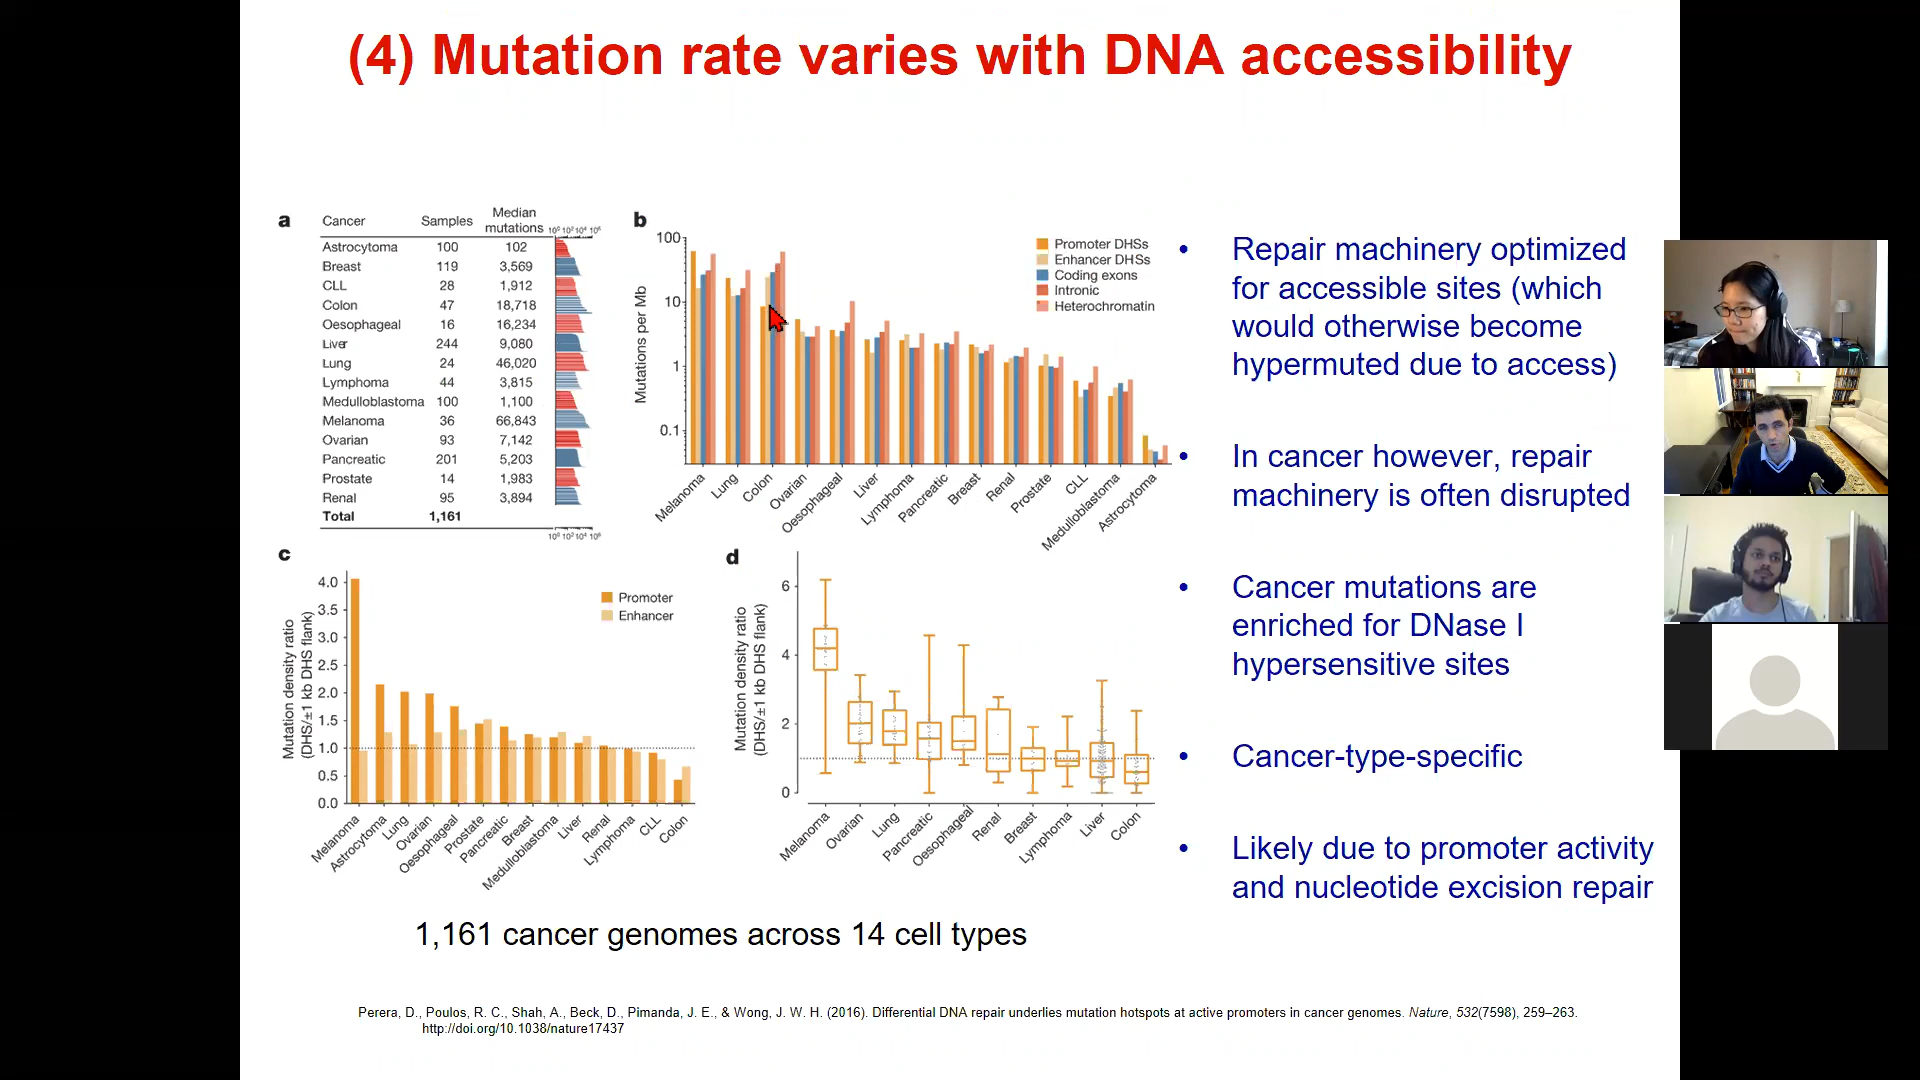 (4) Mutation rate varies with DNA accessibility
a
Cancer Samples Median mutations 10⁰ 10² 10⁴ 10⁶
Astrocytoma 100 102
Breast 119 3,569
CLL 28 1,912
Colon 47 18,718
Oesophageal 16 16,234
Liver 244 9,080
Lung 24 46,020
Lymphoma 44 3,815
Medulloblastoma 100 1,100
Melanoma 36 66,843
Ovarian 93 7,142
Pancreatic 201 5,203
Prostate 14 1,983
Renal 95 3,894
Total 1,161
10⁰ 10² 10⁴ 10⁶
b
Mutations per Mb
100
10
1
0.1
Promoter DHSs
Enhancer DHSs
Coding exons
Intronic
Heterochromatin
Melanoma
Lung
Colon
Ovarian
Oesophageal
Liver
Lymphoma
Pancreatic
Breast
Renal
Prostate
CLL
Medulloblastoma
Astrocytoma
c
Mutation density ratio
(DHS/±1 kb DHS flank)
4.0
3.5
3.0
2.5
2.0
1.5
1.0
0.5
0.0
Promoter
Enhancer
Melanoma
Astrocytoma
Lung
Ovarian
Oesophageal
Prostate
Pancreatic
Breast
Medulloblastoma
Liver
Renal
Lymphoma
CLL
Colon
d
Mutation density ratio
(DHS/±1 kb DHS flank)
6
4
2
0
Melanoma
Ovarian
Lung
Pancreatic
Oesophageal
Renal
Breast
Lymphoma
Liver
Colon
1,161 cancer genomes across 14 cell types
• Repair machinery optimized
for accessible sites (which
would otherwise become
hypermuted due to access)
• In cancer however, repair
machinery is often disrupted
• Cancer mutations are
enriched for DNase I
hypersensitive sites
• Cancer-type-specific
• Likely due to promoter activity
and nucleotide excision repair
Perera, D., Poulos, R. C., Shah, A., Beck, D., Pimanda, J. E., & Wong, J. W. H. (2016). Differential DNA repair underlies mutation hotspots at active promoters in cancer genomes. Nature, 532(7598), 259–263.
http://doi.org/10.1038/nature17437